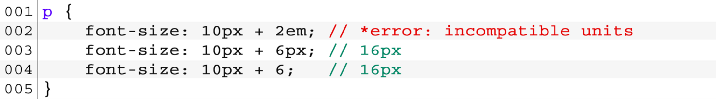 001 p {
002     font-size: 10px + 2em; // *error: incompatible units
003     font-size: 10px + 6px; // 16px
004     font-size: 10px + 6;   // 16px
005 }